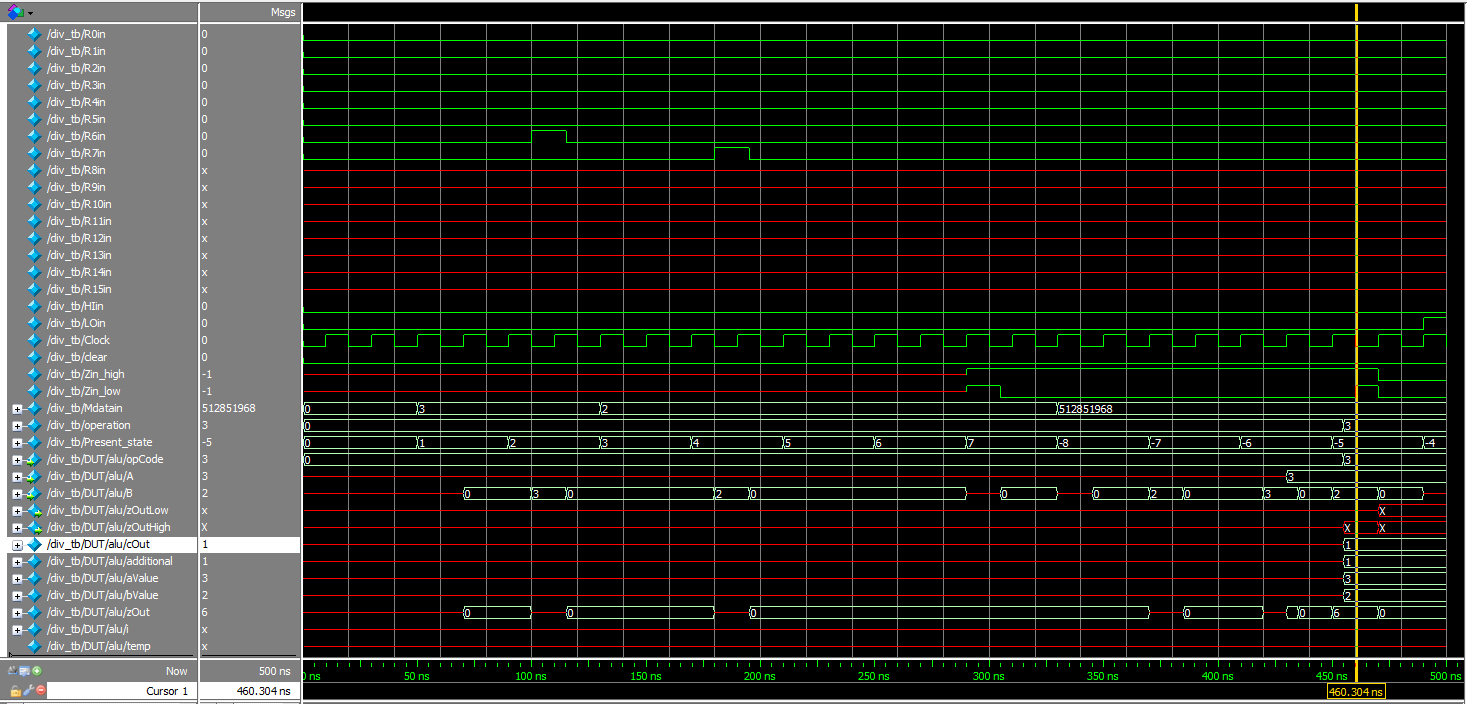 Msgs
/div_tb/R0in 0
/div_tb/R1in 0
/div_tb/R2in 0
/div_tb/R3in 0
/div_tb/R4in 0
/div_tb/R5in 0
/div_tb/R6in 0
/div_tb/R7in 0
/div_tb/R8in x
/div_tb/R9in x
/div_tb/R10in x
/div_tb/R11in x
/div_tb/R12in x
/div_tb/R13in x
/div_tb/R14in x
/div_tb/R15in x
/div_tb/HIin 0
/div_tb/LOin 0
/div_tb/Clock 0
/div_tb/clear 0
/div_tb/Zin_high -1
/div_tb/Zin_low -1
/div_tb/Mdatain 512851968 0 3 2 512851968
/div_tb/operation 3 0 3
/div_tb/Present_state -5 0 1 2 3 4 5 6 7 -8 -7 -6 -5 -4
/div_tb/DUT/alu/opCode 3 0 3
/div_tb/DUT/alu/A 3 3
/div_tb/DUT/alu/B 2 0 3 0 2 0 0 0 2 0 3 0 2 0
/div_tb/DUT/alu/zOutLow x X
/div_tb/DUT/alu/zOutHigh X X X
/div_tb/DUT/alu/cOut 1 1
/div_tb/DUT/alu/additional 1 1
/div_tb/DUT/alu/aValue 3 3
/div_tb/DUT/alu/bValue 2 2
/div_tb/DUT/alu/zOut 6 0 0 0 0 0 6 0
/div_tb/DUT/alu/i x
/div_tb/DUT/alu/temp x
Now 500 ns ns 50 ns 100 ns 150 ns 200 ns 250 ns 300 ns 350 ns 400 ns 450 ns 500 ns
Cursor 1 460.304 ns 460.304 ns